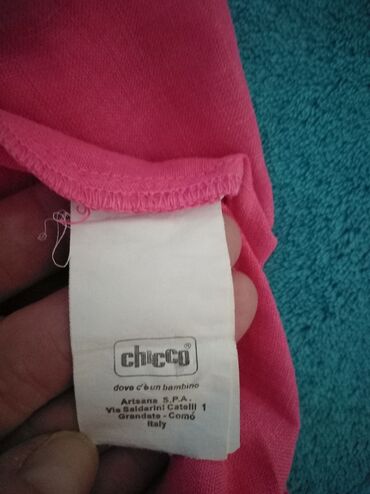 chicco®
dove c'è un bambino
Artsana S.P.A.
Via Saldarini Catelli 1
Grandate - Como
Italy